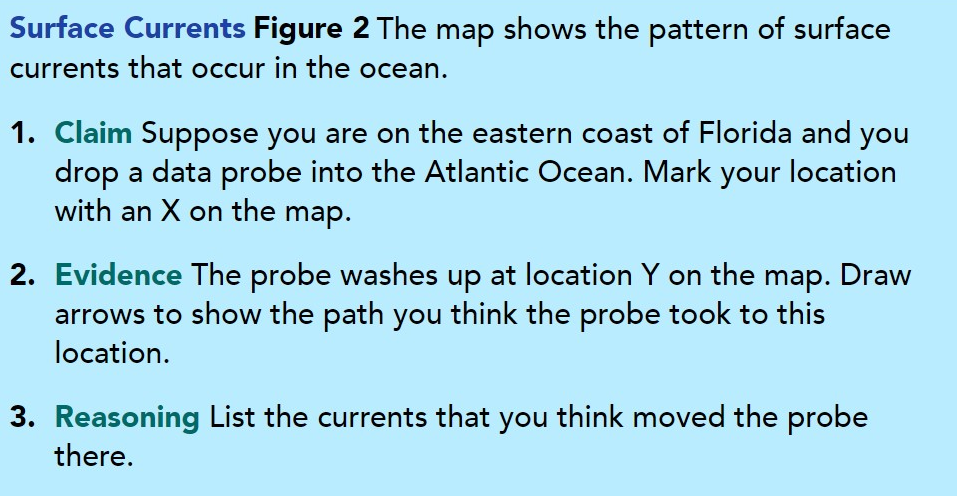 Surface Currents Figure 2 The map shows the pattern of surface
currents that occur in the ocean.
1. Claim Suppose you are on the eastern coast of Florida and you
drop a data probe into the Atlantic Ocean. Mark your location
with an X on the map.
2. Evidence The probe washes up at location Y on the map. Draw
arrows to show the path you think the probe took to this
location.
3. Reasoning List the currents that you think moved the probe
there.